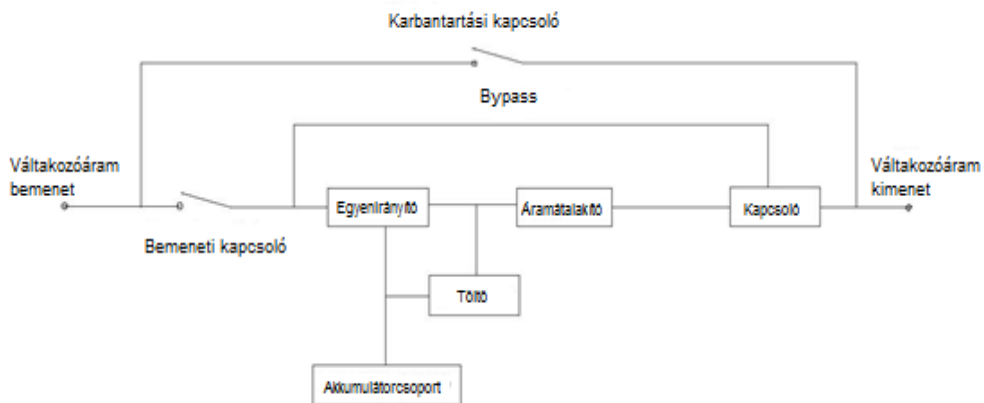 Karbantartási kapcsoló
Bypass
Váltakozóáram
bemenet
Váltakozóáram
kimenet
Egyenirányító
Áramátalakító
Kapcsoló
Bemeneti kapcsoló
Töltő
Akkumulátorcsoport